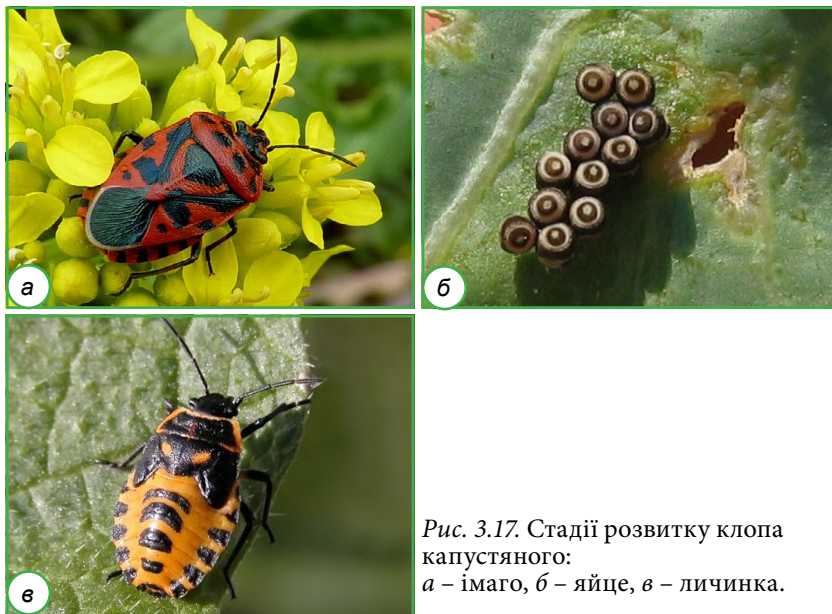 а
б
в
Рис. 3.17. Стадії розвитку клопа
капустяного:
а – імаго, б – яйце, в – личинка.